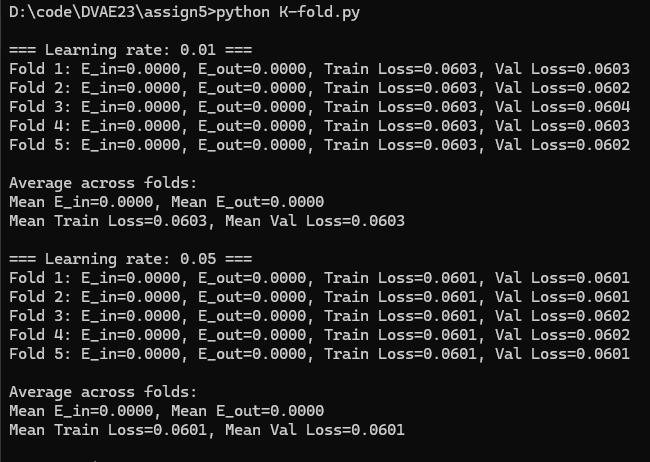 D:\code\DVAE23\assign5>python K-fold.py
=== Learning rate: 0.01 ===
Fold 1: E_in=0.0000, E_out=0.0000, Train Loss=0.0603, Val Loss=0.0603
Fold 2: E_in=0.0000, E_out=0.0000, Train Loss=0.0603, Val Loss=0.0602
Fold 3: E_in=0.0000, E_out=0.0000, Train Loss=0.0603, Val Loss=0.0604
Fold 4: E_in=0.0000, E_out=0.0000, Train Loss=0.0603, Val Loss=0.0603
Fold 5: E_in=0.0000, E_out=0.0000, Train Loss=0.0603, Val Loss=0.0602
Average across folds:
Mean E_in=0.0000, Mean E_out=0.0000
Mean Train Loss=0.0603, Mean Val Loss=0.0603
=== Learning rate: 0.05 ===
Fold 1: E_in=0.0000, E_out=0.0000, Train Loss=0.0601, Val Loss=0.0601
Fold 2: E_in=0.0000, E_out=0.0000, Train Loss=0.0601, Val Loss=0.0601
Fold 3: E_in=0.0000, E_out=0.0000, Train Loss=0.0601, Val Loss=0.0602
Fold 4: E_in=0.0000, E_out=0.0000, Train Loss=0.0601, Val Loss=0.0602
Fold 5: E_in=0.0000, E_out=0.0000, Train Loss=0.0601, Val Loss=0.0601
Average across folds:
Mean E_in=0.0000, Mean E_out=0.0000
Mean Train Loss=0.0601, Mean Val Loss=0.0601